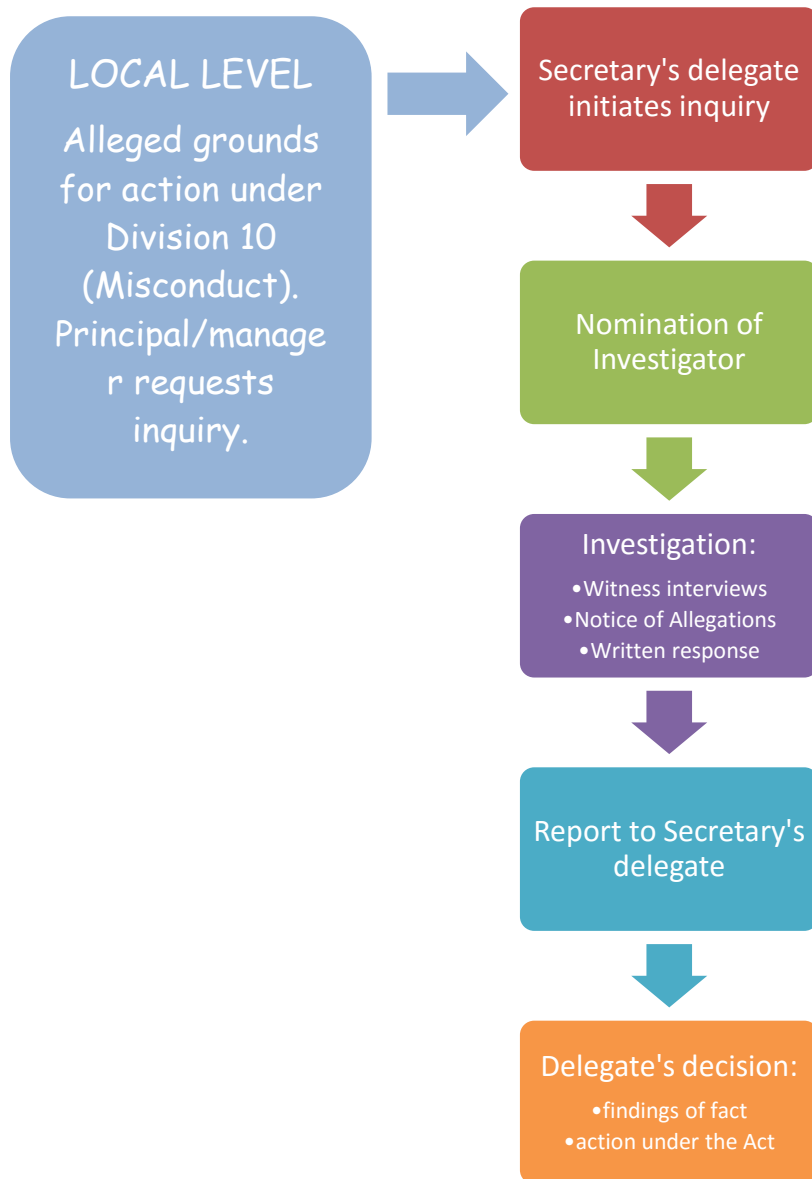 LOCAL LEVEL
Alleged grounds
for action under
Division 10
(Misconduct).
Principal/manage
r requests
inquiry.
Secretary's delegate
initiates inquiry
Nomination of
Investigator
Investigation:
•Witness interviews
•Notice of Allegations
•Written response
Report to Secretary's
delegate
Delegate's decision:
•findings of fact
•action under the Act